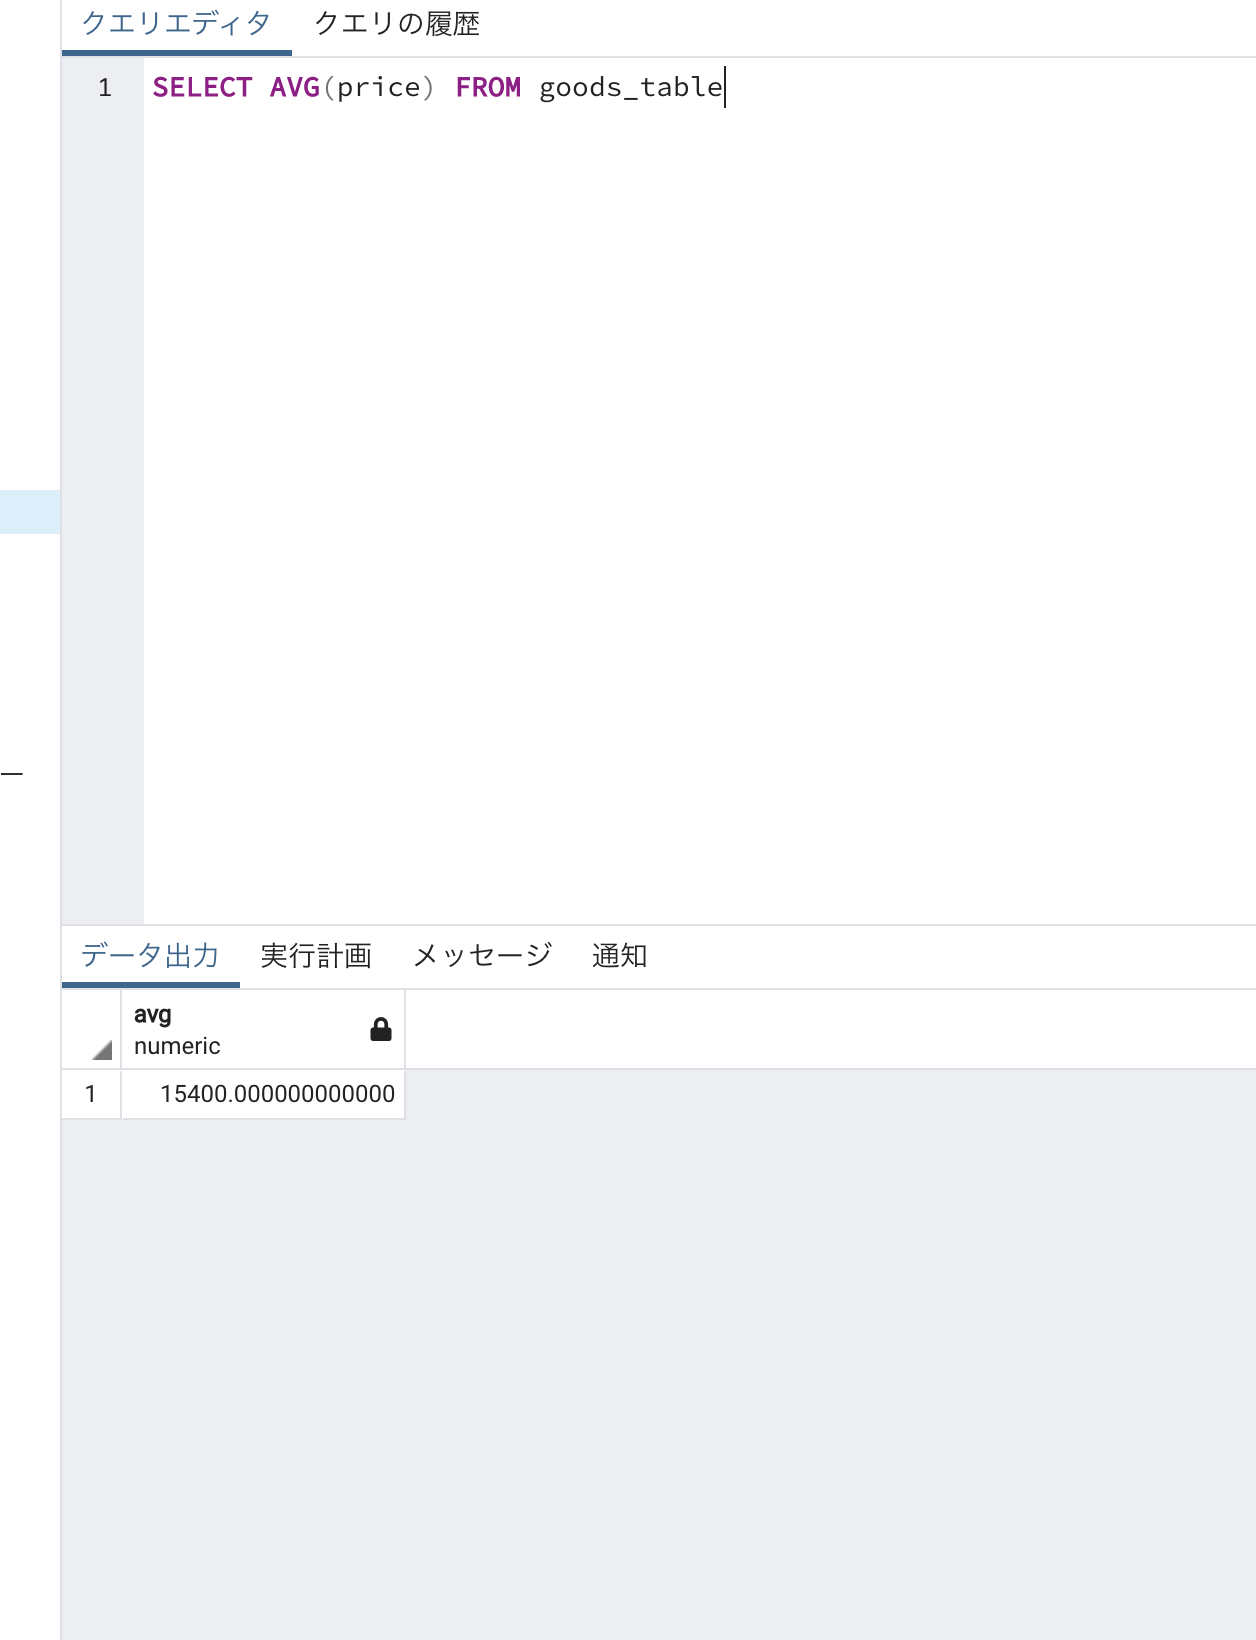 クエリエディタ クエリの履歴
1 SELECT AVG(price) FROM goods_table
データ出力 実行計画 メッセージ 通知
avg
numeric
1 15400.000000000000